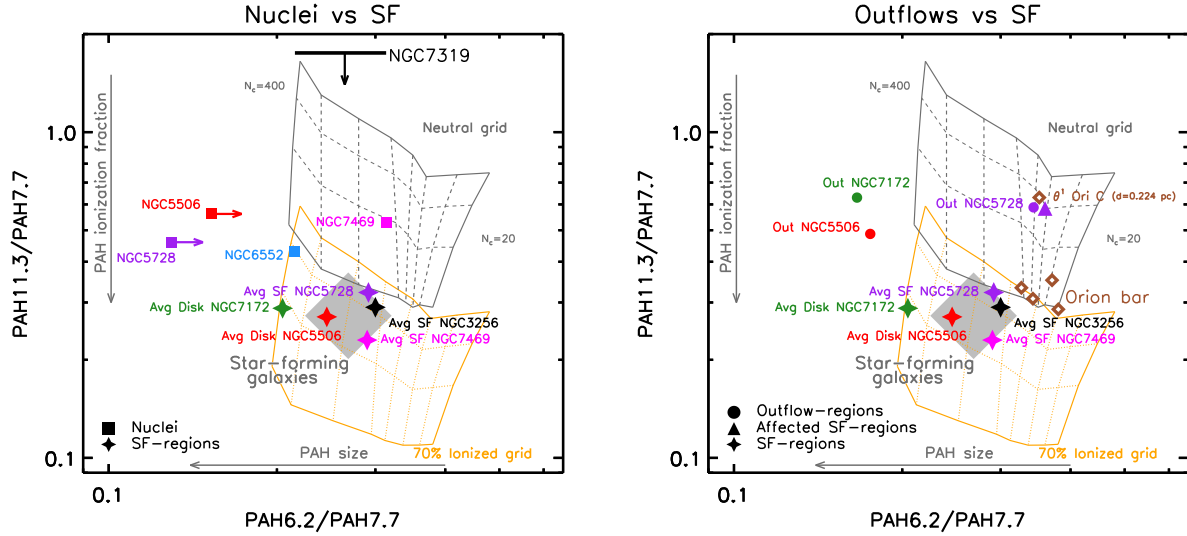 Nuclei vs SF
NGC7319
N_c=400
Neutral grid
PAH ionization fraction
1.0
NGC5506
NGC7469
NGC5728
NGC6552
N_c=20
PAH11.3/PAH7.7
Avg SF NGC5728
Avg Disk NGC7172
Avg SF NGC3256
Avg Disk NGC5506
Avg SF NGC7469
Star-forming
galaxies
Nuclei
SF-regions
PAH size
70% Ionized grid
0.1
0.1
PAH6.2/PAH7.7
Outflows vs SF
N_c=400
Neutral grid
PAH ionization fraction
1.0
Out NGC7172
θ¹ Ori C (d=0.224 pc)
Out NGC5728
Out NGC5506
N_c=20
PAH11.3/PAH7.7
Avg SF NGC5728
Orion bar
Avg Disk NGC7172
Avg SF NGC3256
Avg Disk NGC5506
Avg SF NGC7469
Star-forming
galaxies
Outflow-regions
Affected SF-regions
SF-regions
PAH size
70% Ionized grid
0.1
0.1
PAH6.2/PAH7.7